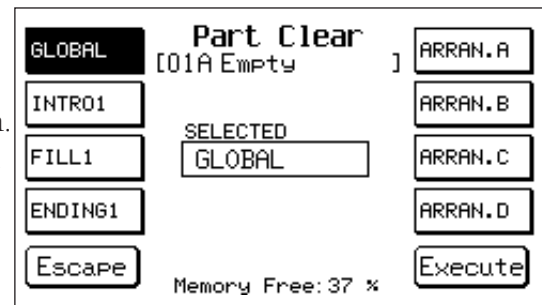 Part Clear
[01A Empty ]
GLOBAL
INTRO1
FILL1
ENDING1
Escape
SELECTED
GLOBAL
Memory Free: 37 %
ARRAN.A
ARRAN.B
ARRAN.C
ARRAN.D
Execute